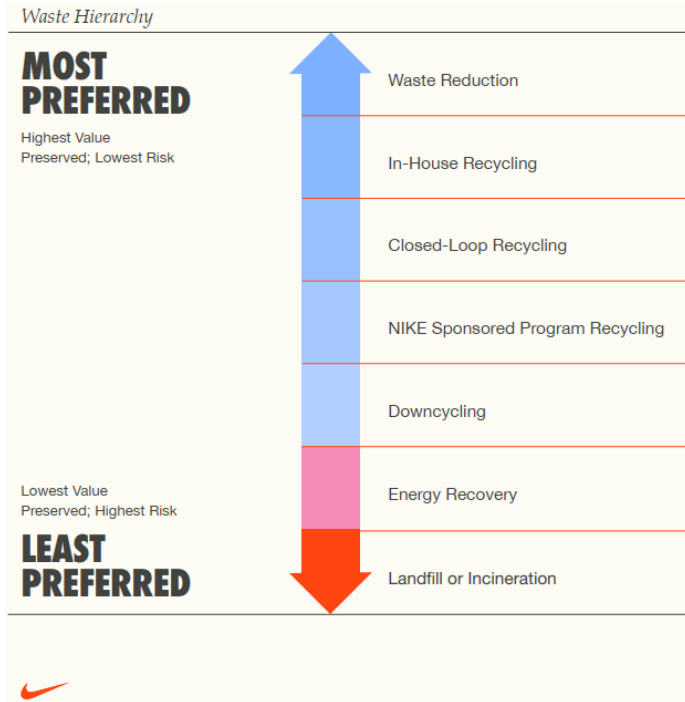 Waste Hierarchy
MOST
PREFERRED
Highest Value
Preserved; Lowest Risk
Waste Reduction
In-House Recycling
Closed-Loop Recycling
NIKE Sponsored Program Recycling
Downcycling
Energy Recovery
Lowest Value
Preserved; Highest Risk
LEAST
PREFERRED
Landfill or Incineration